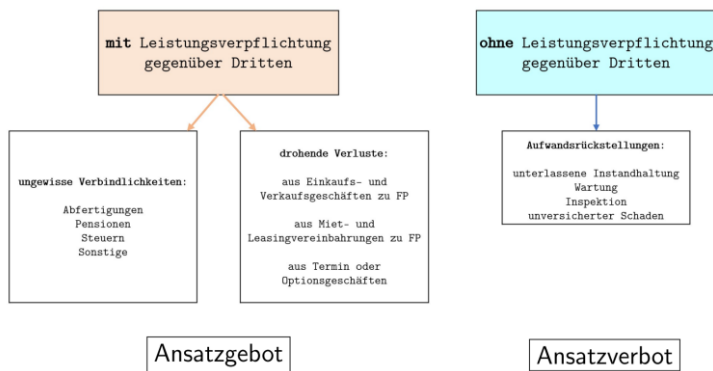 mit Leistungsverpflichtung
gegenüber Dritten
ohne Leistungsverpflichtung
gegenüber Dritten
ungewisse Verbindlichkeiten:
Abfertigungen
Pensionen
Steuern
Sonstige
drohende Verluste:
aus Einkaufs- und
Verkaufsgeschäften zu FP
aus Miet- und
Leasingvereinbahrungen zu FP
aus Termin oder
Optionsgeschäften
Aufwandsrückstellungen:
unterlassene Instandhaltung
Wartung
Inspektion
unversicherter Schaden
Ansatzgebot
Ansatzverbot